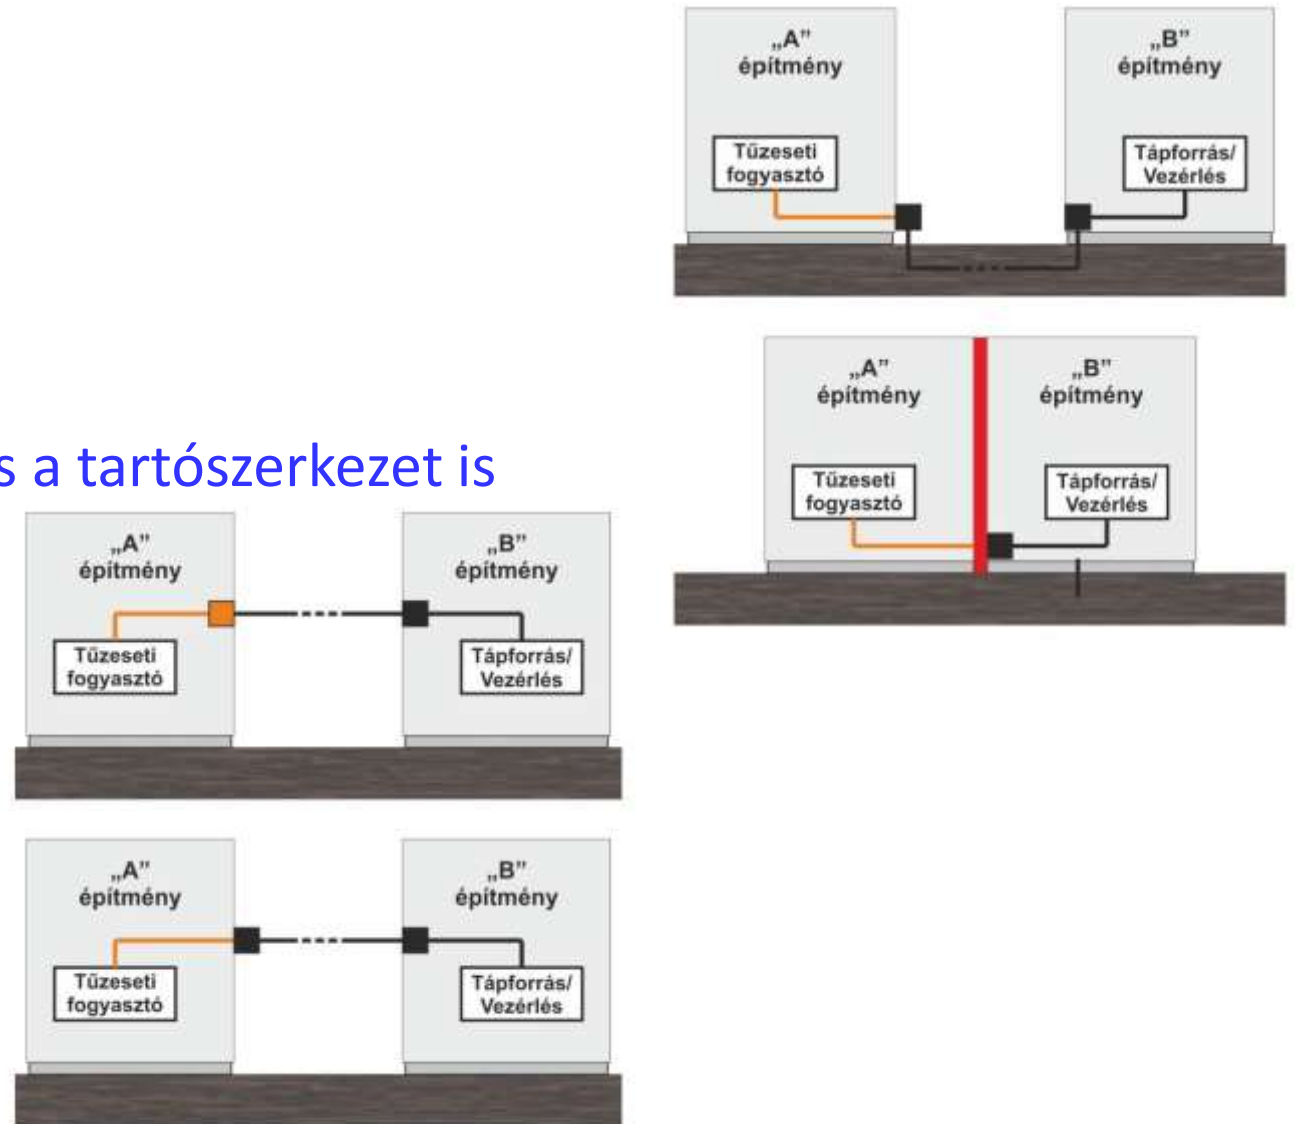 „A”
építmény
„B”
építmény
Tűzeseti
fogyasztó
Tápforrás/
Vezérlés
„A”
építmény
„B”
építmény
Tűzeseti
fogyasztó
Tápforrás/
Vezérlés
s a tartószerkezet is
„A”
építmény
„B”
építmény
Tűzeseti
fogyasztó
Tápforrás/
Vezérlés
„A”
építmény
„B”
építmény
Tűzeseti
fogyasztó
Tápforrás/
Vezérlés